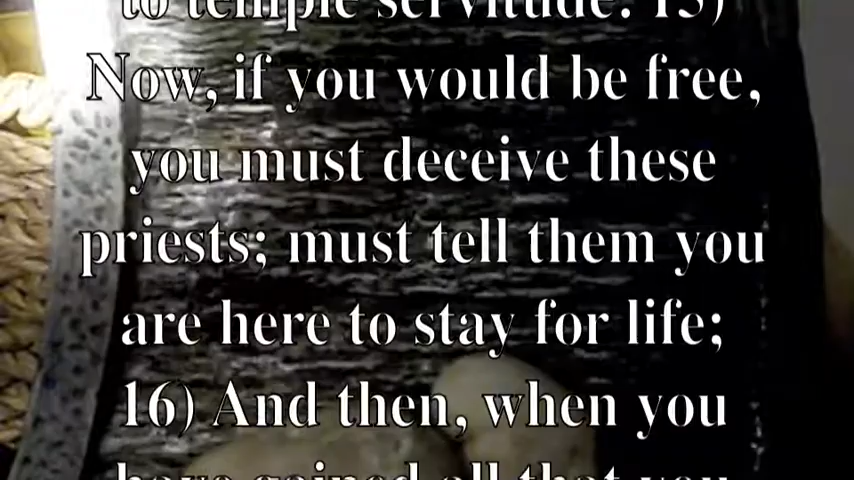 to temple servitude. 15)
Now, if you would be free,
you must deceive these
priests; must tell them you
are here to stay for life;
16) And then, when you
have gained all that you